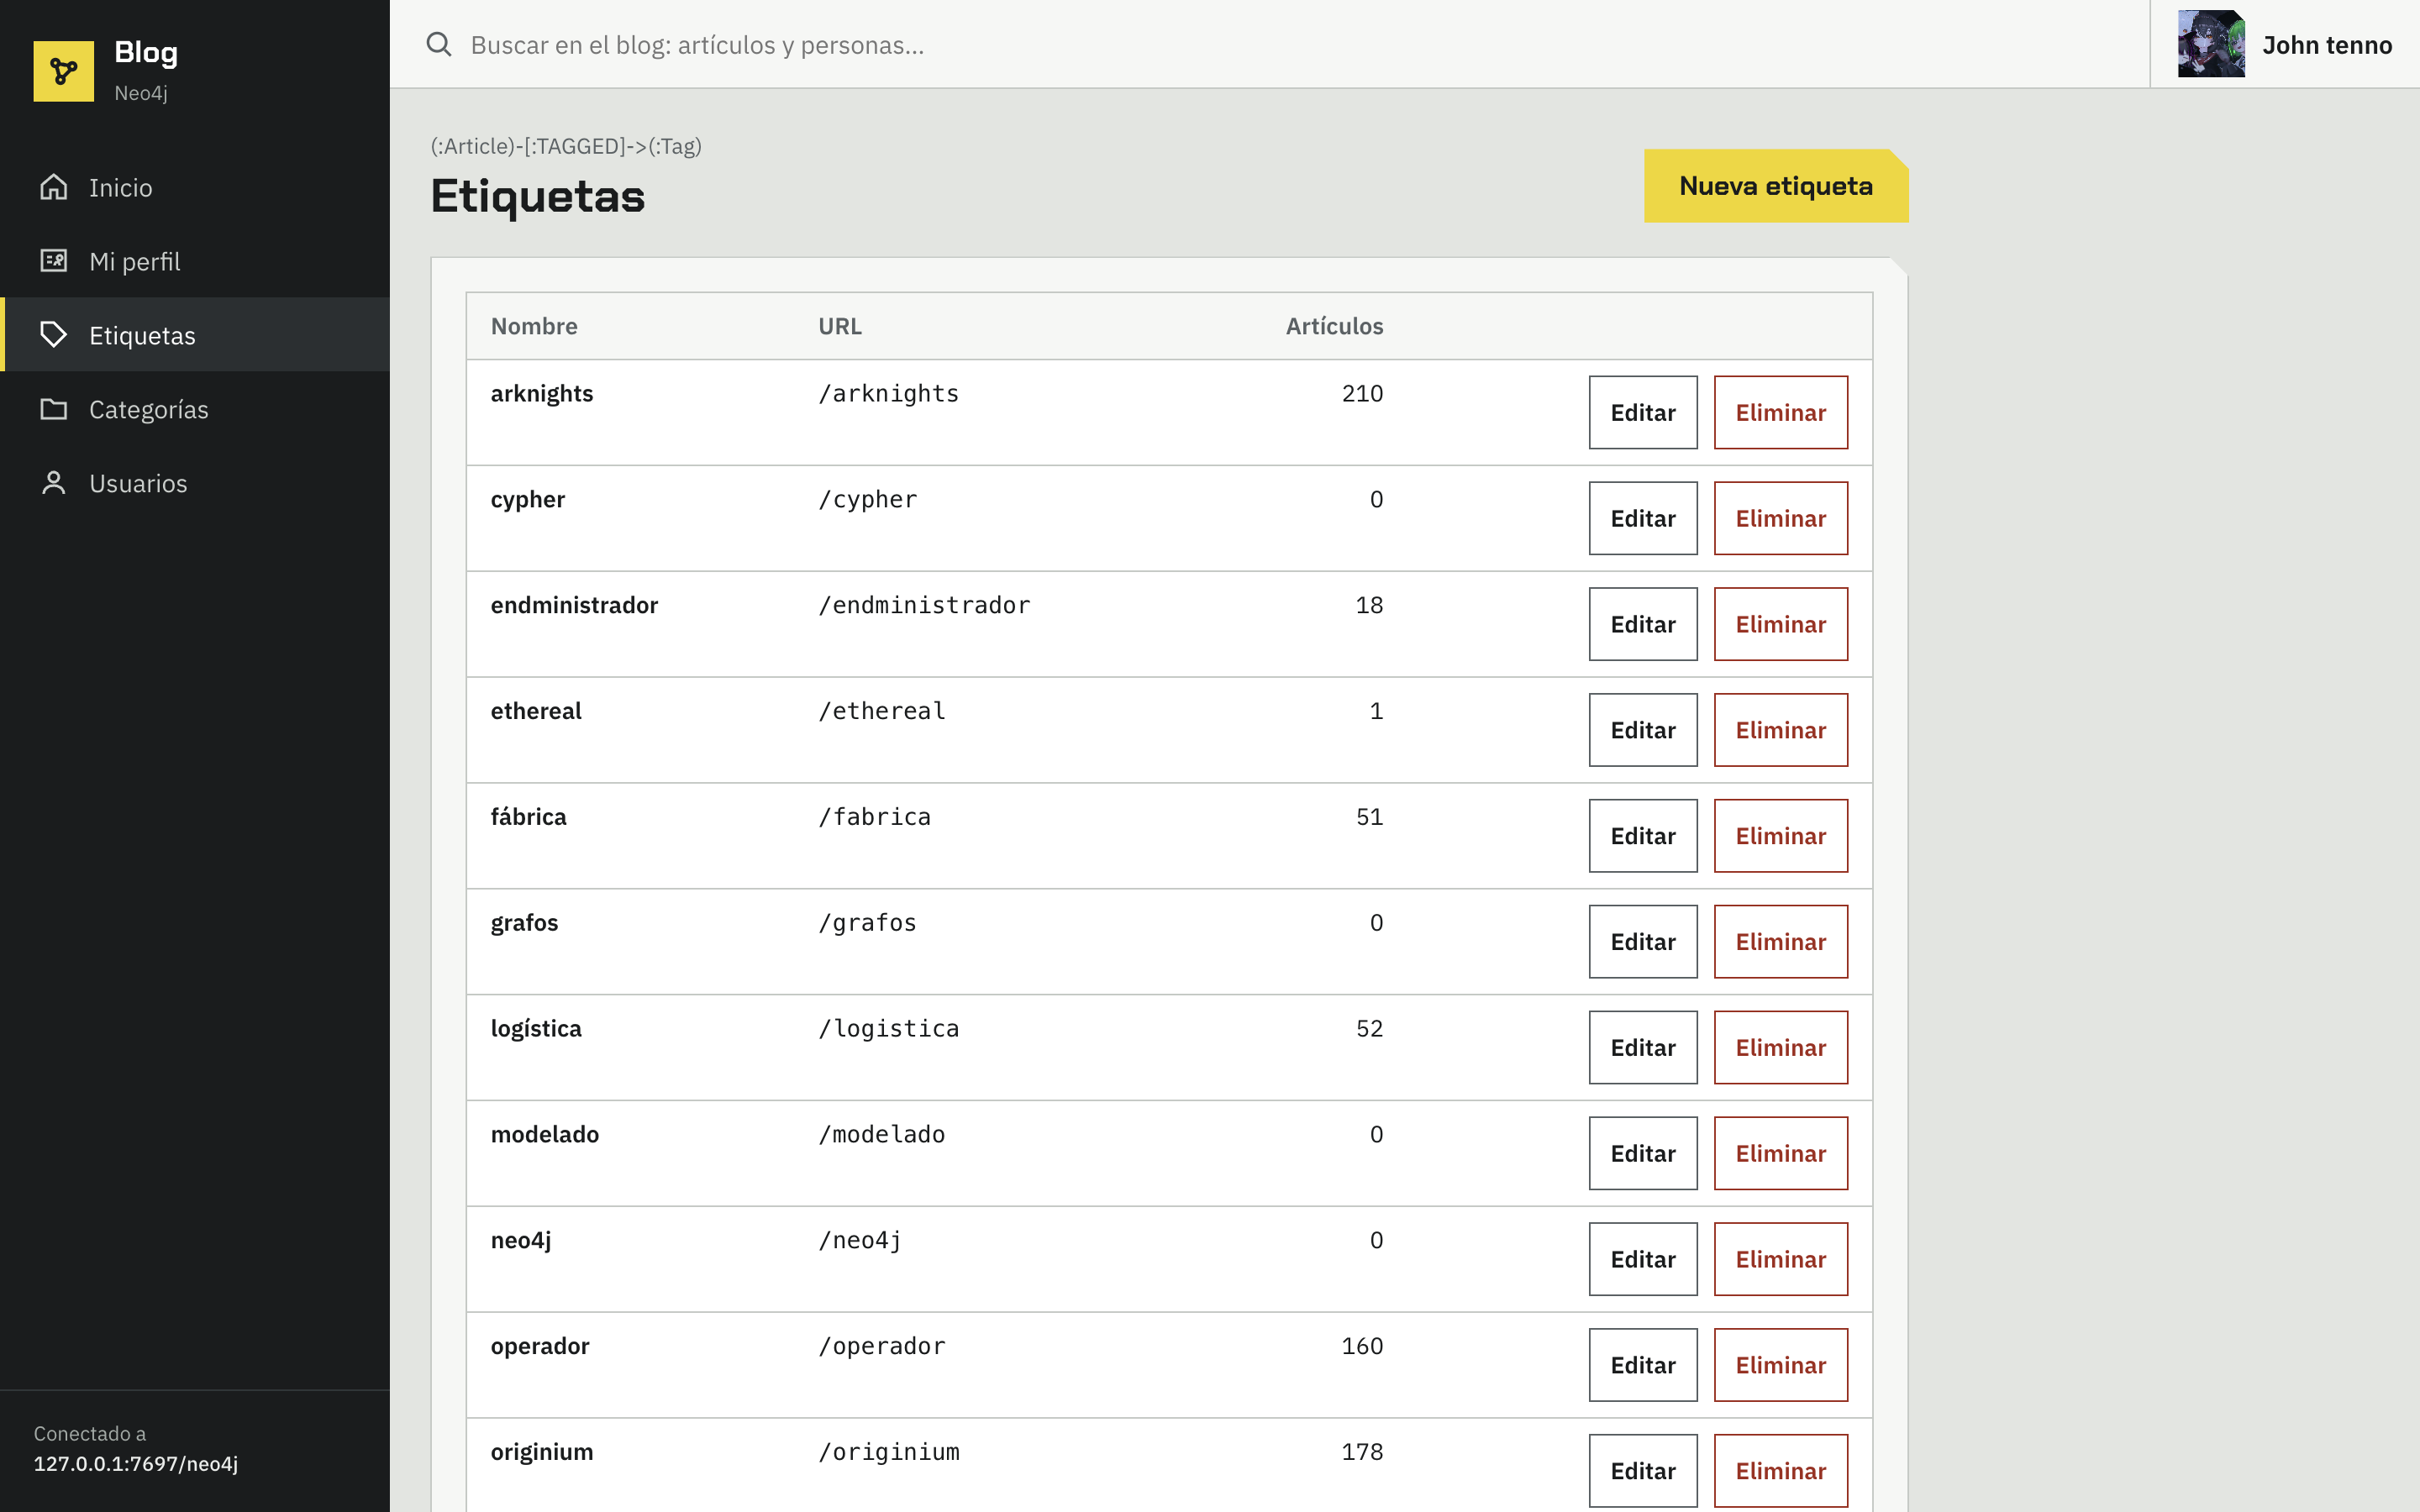 Blog
Neo4j
Inicio
Mi perfil
Etiquetas
Categorías
Usuarios
Conectado a
127.0.0.1:7697/neo4j
Buscar en el blog: artículos y personas...
John tenno
(:Article)-[:TAGGED]->(:Tag)
Etiquetas
Nueva etiqueta
Nombre URL Artículos
arknights /arknights 210 Editar Eliminar
cypher /cypher 0 Editar Eliminar
endministrador /endministrador 18 Editar Eliminar
ethereal /ethereal 1 Editar Eliminar
fábrica /fabrica 51 Editar Eliminar
grafos /grafos 0 Editar Eliminar
logística /logistica 52 Editar Eliminar
modelado /modelado 0 Editar Eliminar
neo4j /neo4j 0 Editar Eliminar
operador /operador 160 Editar Eliminar
originium /originium 178 Editar Eliminar